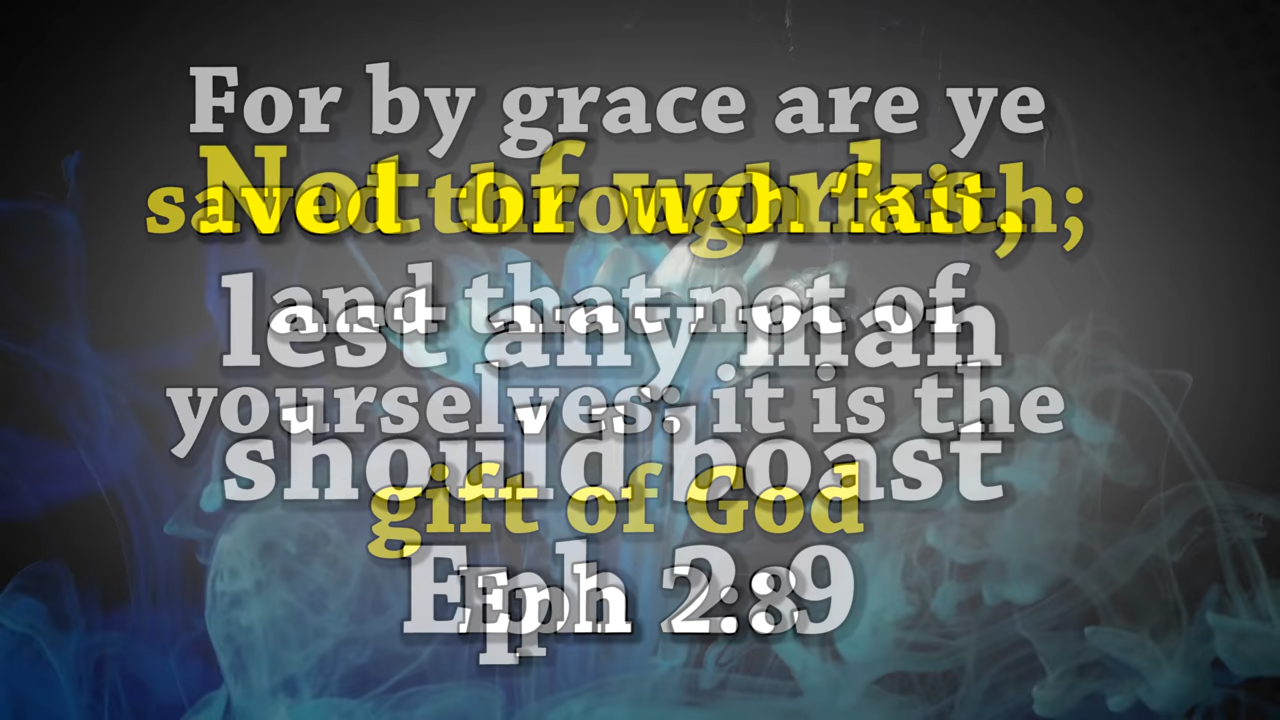 For by grace are ye
saved through faith;
and that not of
yourselves: it is the
gift of God
Eph 2:8
Not of works,
lest any man
should boast
Eph 2:9